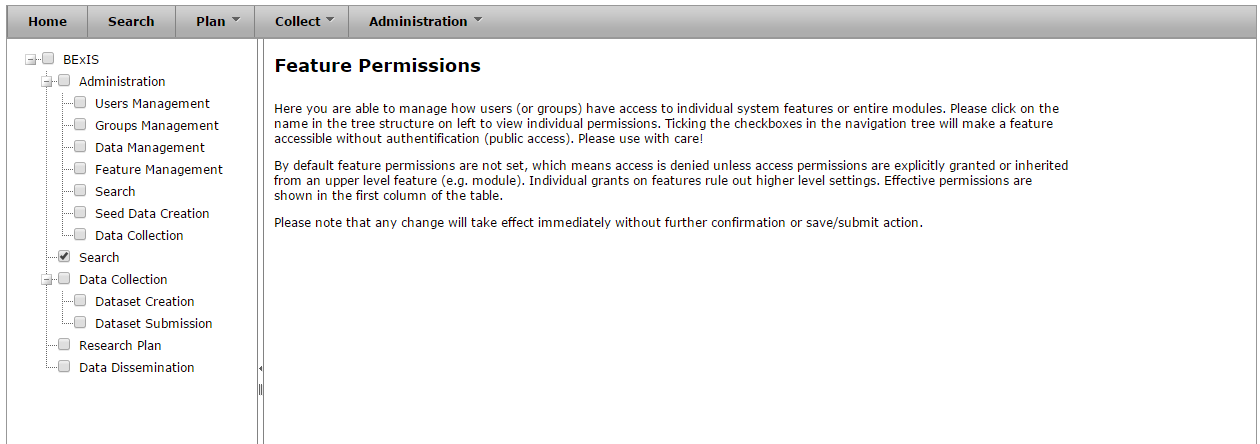 Home Search Plan Collect Administration
BExIS
Administration
Users Management
Groups Management
Data Management
Feature Management
Search
Seed Data Creation
Data Collection
Search
Data Collection
Dataset Creation
Dataset Submission
Research Plan
Data Dissemination
Feature Permissions
Here you are able to manage how users (or groups) have access to individual system features or entire modules. Please click on the
name in the tree structure on left to view individual permissions. Ticking the checkboxes in the navigation tree will make a feature
accessible without authentification (public access). Please use with care!
By default feature permissions are not set, which means access is denied unless access permissions are explicitly granted or inherited
from an upper level feature (e.g. module). Individual grants on features rule out higher level settings. Effective permissions are
shown in the first column of the table.
Please note that any change will take effect immediately without further confirmation or save/submit action.